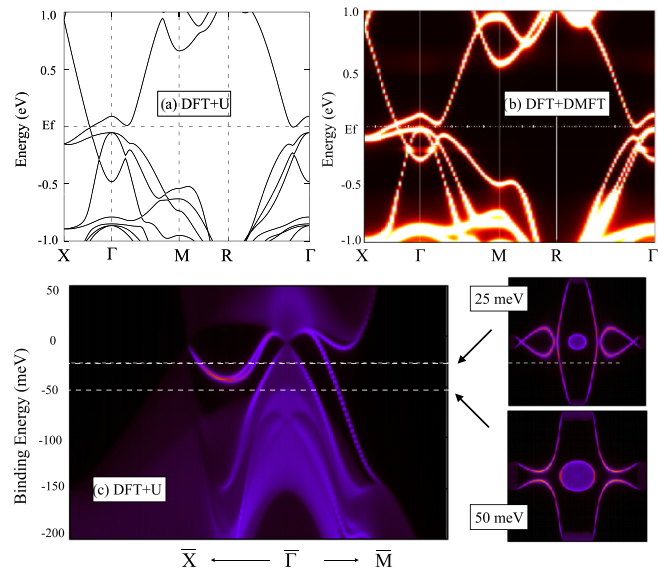 1.0
0.5
Ef
-0.5
-1.0
Energy (eV)
(a) DFT+U
X Γ M R Γ
1.0
0.5
Ef
-0.5
-1.0
Energy (eV)
(b) DFT+DMFT
X Γ M R Γ
50
0
-50
-100
-150
-200
Binding Energy (meV)
(c) DFT+U
X̅ ← Γ̅ → M̅
25 meV
50 meV